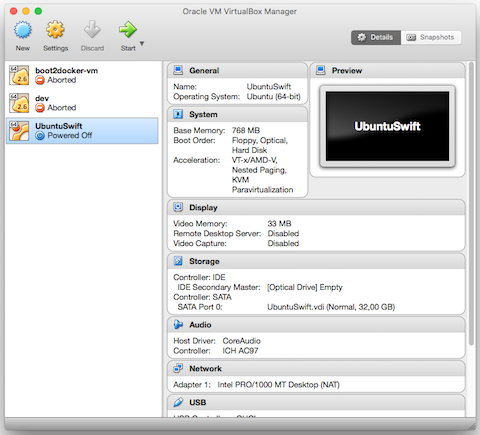 Oracle VM VirtualBox Manager
New
Settings
Discard
Start
Details
Snapshots
boot2docker-vm
Aborted
dev
Aborted
UbuntuSwift
Powered Off
2.6
2.6
General
Name: UbuntuSwift
Operating System: Ubuntu (64-bit)
System
Base Memory: 768 MB
Boot Order: Floppy, Optical,
Hard Disk
Acceleration: VT-x/AMD-V,
Nested Paging,
KVM
Paravirtualization
Preview
UbuntuSwift
Display
Video Memory: 33 MB
Remote Desktop Server: Disabled
Video Capture: Disabled
Storage
Controller: IDE
IDE Secondary Master: [Optical Drive] Empty
Controller: SATA
SATA Port 0: UbuntuSwift.vdi (Normal, 32,00 GB)
Audio
Host Driver: CoreAudio
Controller: ICH AC97
Network
Adapter 1: Intel PRO/1000 MT Desktop (NAT)
USB